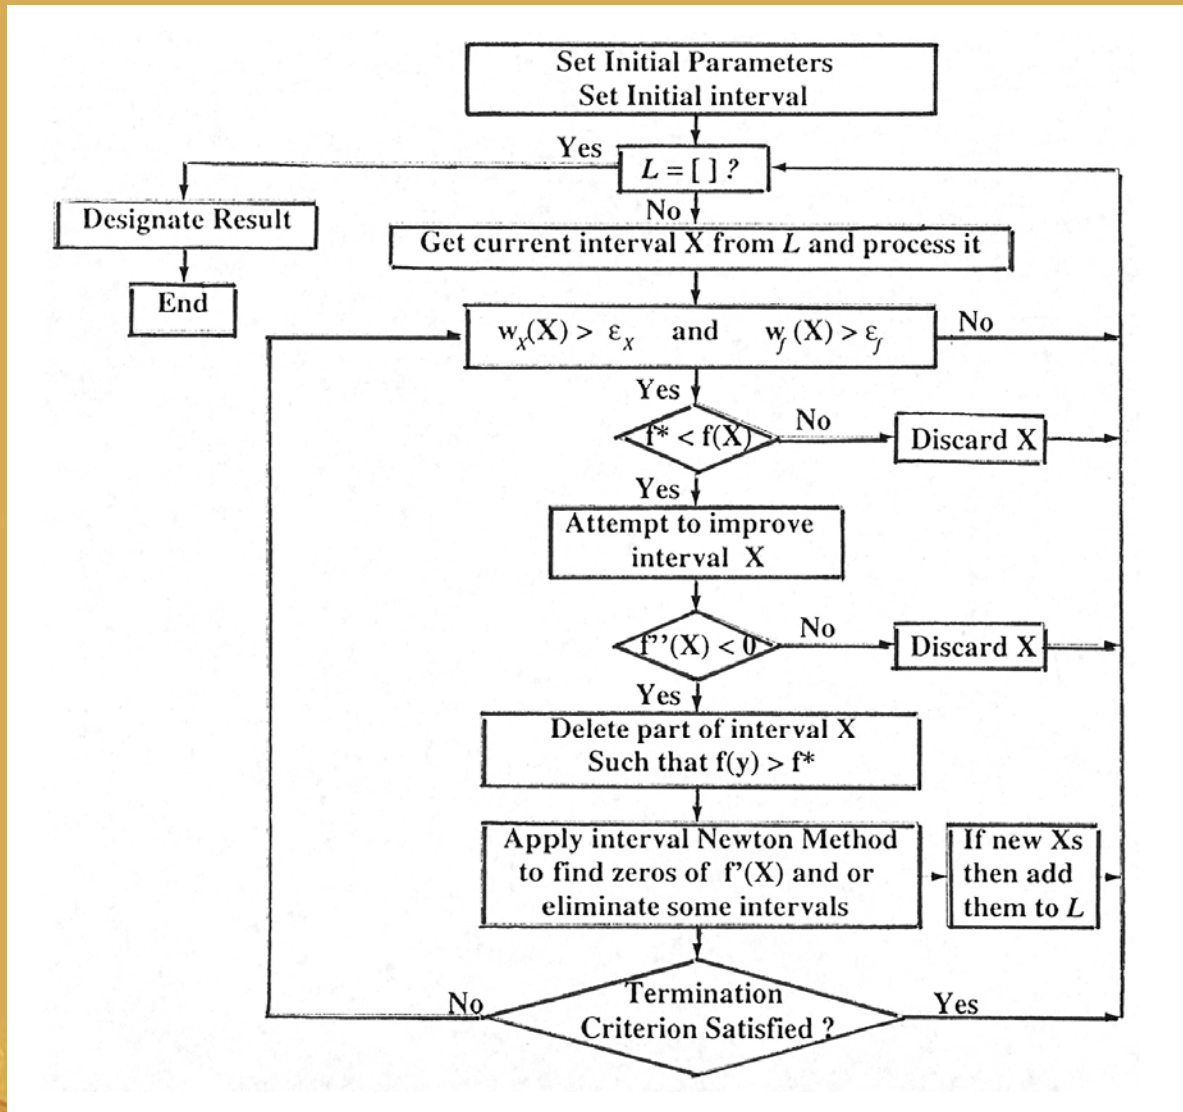 Set Initial Parameters
Set Initial interval
Yes
L = [ ] ?
No
Designate Result
End
Get current interval X from L and process it
wₓ(X) > εₓ and w_f (X) > ε_f
No
Yes
f* < f(X)
No
Discard X
Yes
Attempt to improve
interval X
f’’(X) < 0
No
Discard X
Yes
Delete part of interval X
Such that f(y) > f*
Apply interval Newton Method
to find zeros of f’(X) and or
eliminate some intervals
If new Xs
then add
them to L
No
Termination
Criterion Satisfied ?
Yes